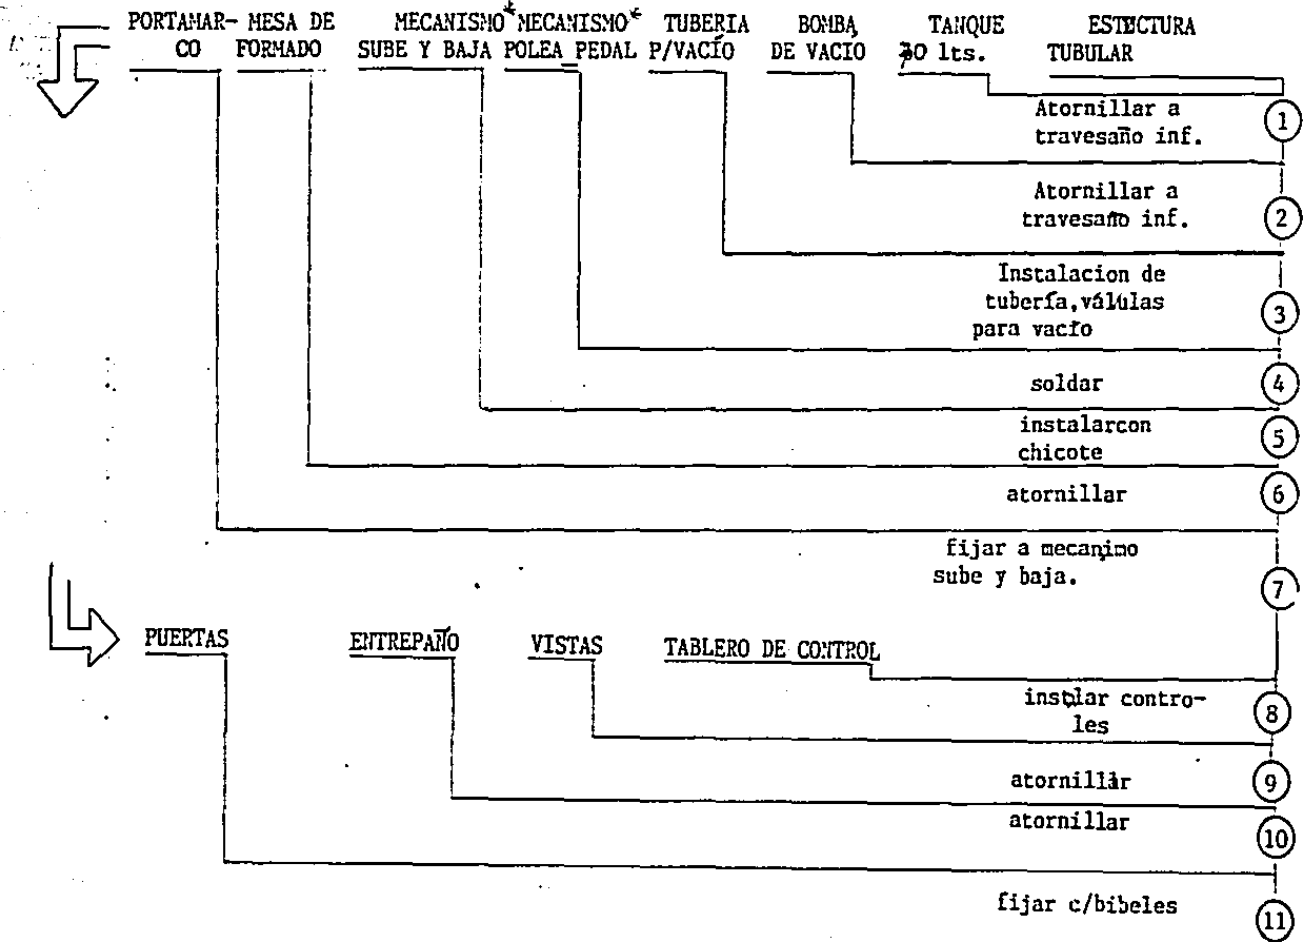 PORTAMAR- MESA DE MECANISMO* MECANISMO* TUBERIA BOMBA TANQUE ESTRCTURA
CO FORMADO SUBE Y BAJA POLEA PEDAL P/VACÍO DE VACIO 30 lts. TUBULAR
Atornillar a
travesaño inf.
1
Atornillar a
travesaño inf.
2
Instalacion de
tubería,válulas
para vacío
3
soldar
4
instalarcon
chicote
5
atornillar
6
fijar a mecanimo
sube y baja.
7
PUERTAS ENTREPAÑO VISTAS TABLERO DE CONTROL
instalar contro-
les
8
atornillar
9
atornillar
10
fijar c/bibeles
11